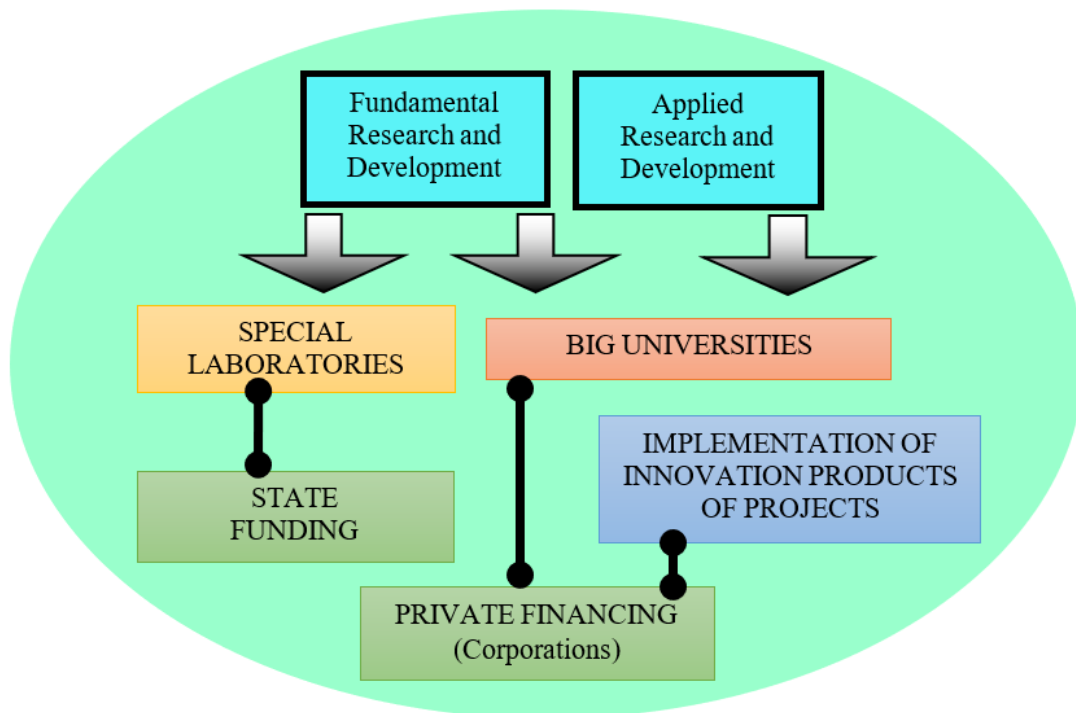 Fundamental
Research and
Development
Applied
Research and
Development
SPECIAL
LABORATORIES
BIG UNIVERSITIES
IMPLEMENTATION OF
INNOVATION PRODUCTS
OF PROJECTS
STATE
FUNDING
PRIVATE FINANCING
(Corporations)